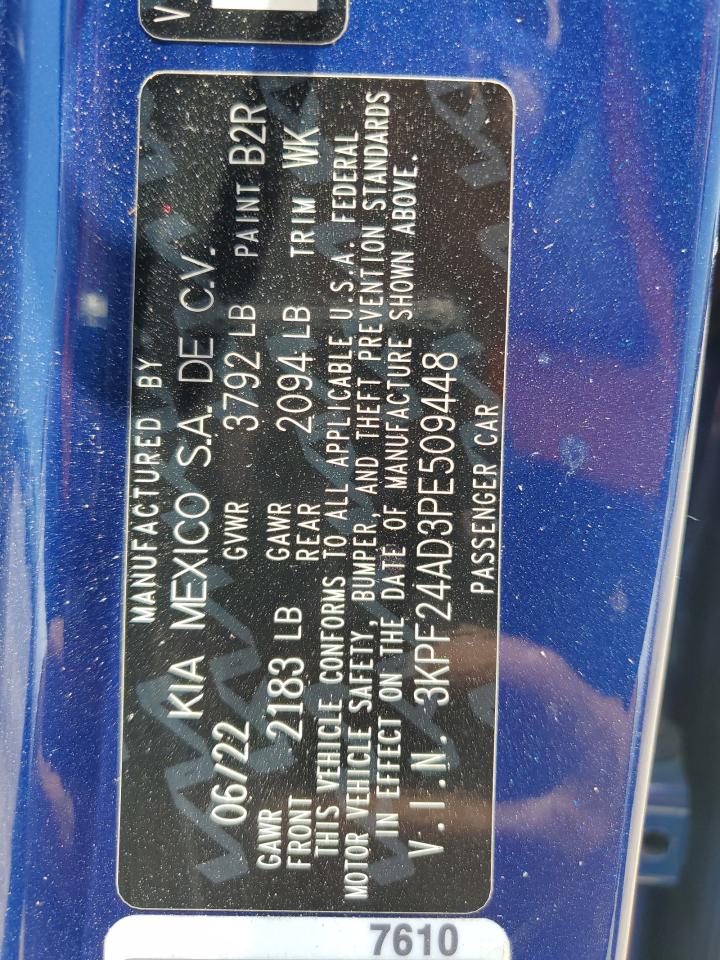 V
MANUFACTURED BY
KIA MEXICO S.A. DE C.V.
06/22 GVWR 3792 LB PAINT B2R
GAWR FRONT 2183 LB GAWR REAR 2094 LB TRIM WK
THIS VEHICLE CONFORMS TO ALL APPLICABLE U.S.A. FEDERAL
MOTOR VEHICLE SAFETY, BUMPER AND THEFT PREVENTION STANDARDS
IN EFFECT ON THE DATE OF MANUFACTURE SHOWN ABOVE.
V.I.N. 3KPF24AD3PE509448
PASSENGER CAR
7610